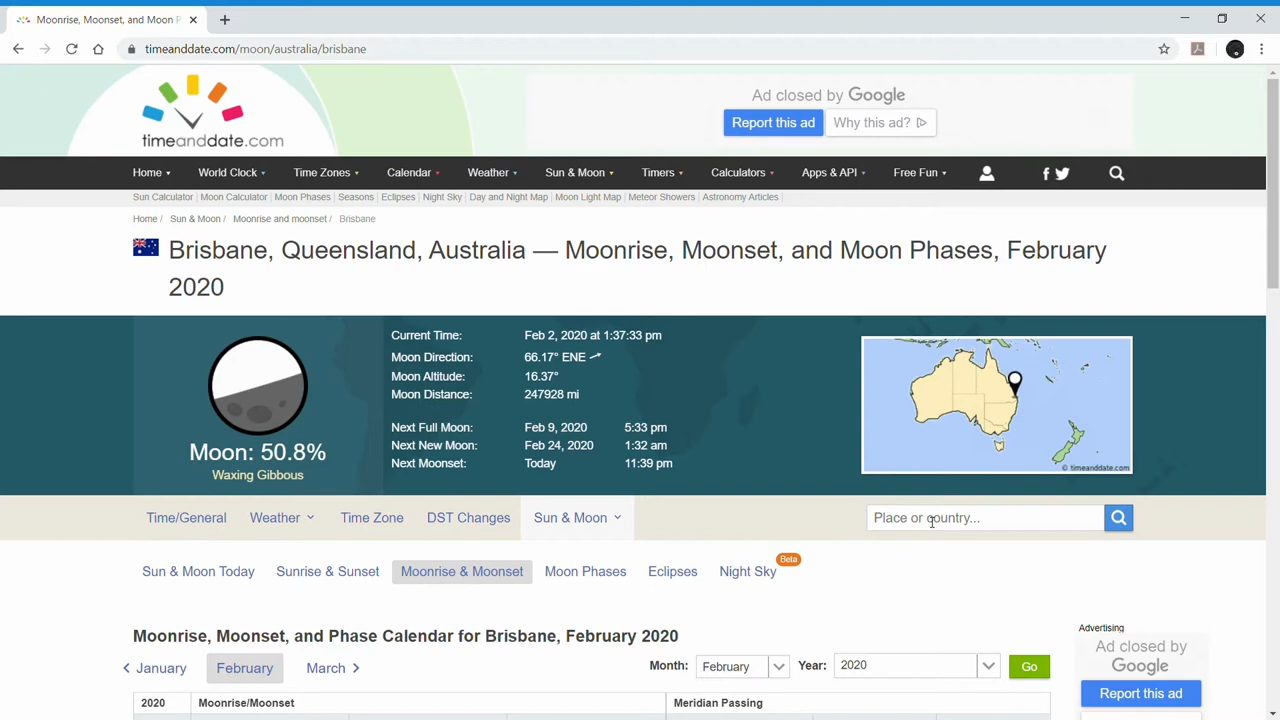 Moonrise, Moonset, and Moon P
timeanddate.com/moon/australia/brisbane
Ad closed by Google
Report this ad
Why this ad?
timeanddate.com
Home
World Clock
Time Zones
Calendar
Weather
Sun & Moon
Timers
Calculators
Apps & API
Free Fun
Sun Calculator
Moon Calculator
Moon Phases
Seasons
Eclipses
Night Sky
Day and Night Map
Moon Light Map
Meteor Showers
Astronomy Articles
Home / Sun & Moon / Moonrise and moonset / Brisbane
Brisbane, Queensland, Australia — Moonrise, Moonset, and Moon Phases, February
2020
Moon: 50.8%
Waxing Gibbous
Current Time: Feb 2, 2020 at 1:37:33 pm
Moon Direction: 66.17° ENE
Moon Altitude: 16.37°
Moon Distance: 247928 mi
Next Full Moon: Feb 9, 2020 5:33 pm
Next New Moon: Feb 24, 2020 1:32 am
Next Moonset: Today 11:39 pm
© timeanddate.com
Time/General
Weather
Time Zone
DST Changes
Sun & Moon
Place or country...
Sun & Moon Today
Sunrise & Sunset
Moonrise & Moonset
Moon Phases
Eclipses
Night Sky
Beta
Moonrise, Moonset, and Phase Calendar for Brisbane, February 2020
January
February
March
Month: February
Year: 2020
Go
2020
Moonrise/Moonset
Meridian Passing
Advertising
Ad closed by
Google
Report this ad